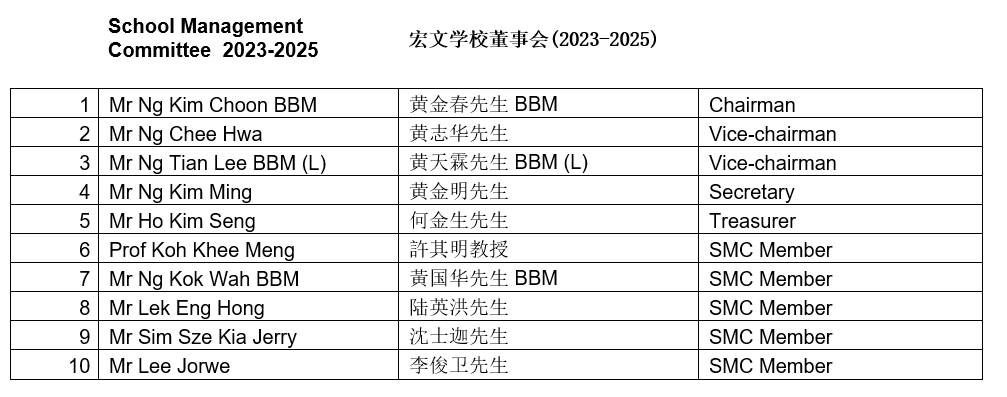 School Management
Committee 2023-2025
宏文学校董事会(2023-2025)
1 Mr Ng Kim Choon BBM 黄金春先生 BBM Chairman
2 Mr Ng Chee Hwa 黄志华先生 Vice-chairman
3 Mr Ng Tian Lee BBM (L) 黄天霖先生 BBM (L) Vice-chairman
4 Mr Ng Kim Ming 黄金明先生 Secretary
5 Mr Ho Kim Seng 何金生先生 Treasurer
6 Prof Koh Khee Meng 許其明教授 SMC Member
7 Mr Ng Kok Wah BBM 黄国华先生 BBM SMC Member
8 Mr Lek Eng Hong 陆英洪先生 SMC Member
9 Mr Sim Sze Kia Jerry 沈士迦先生 SMC Member
10 Mr Lee Jorwe 李俊卫先生 SMC Member